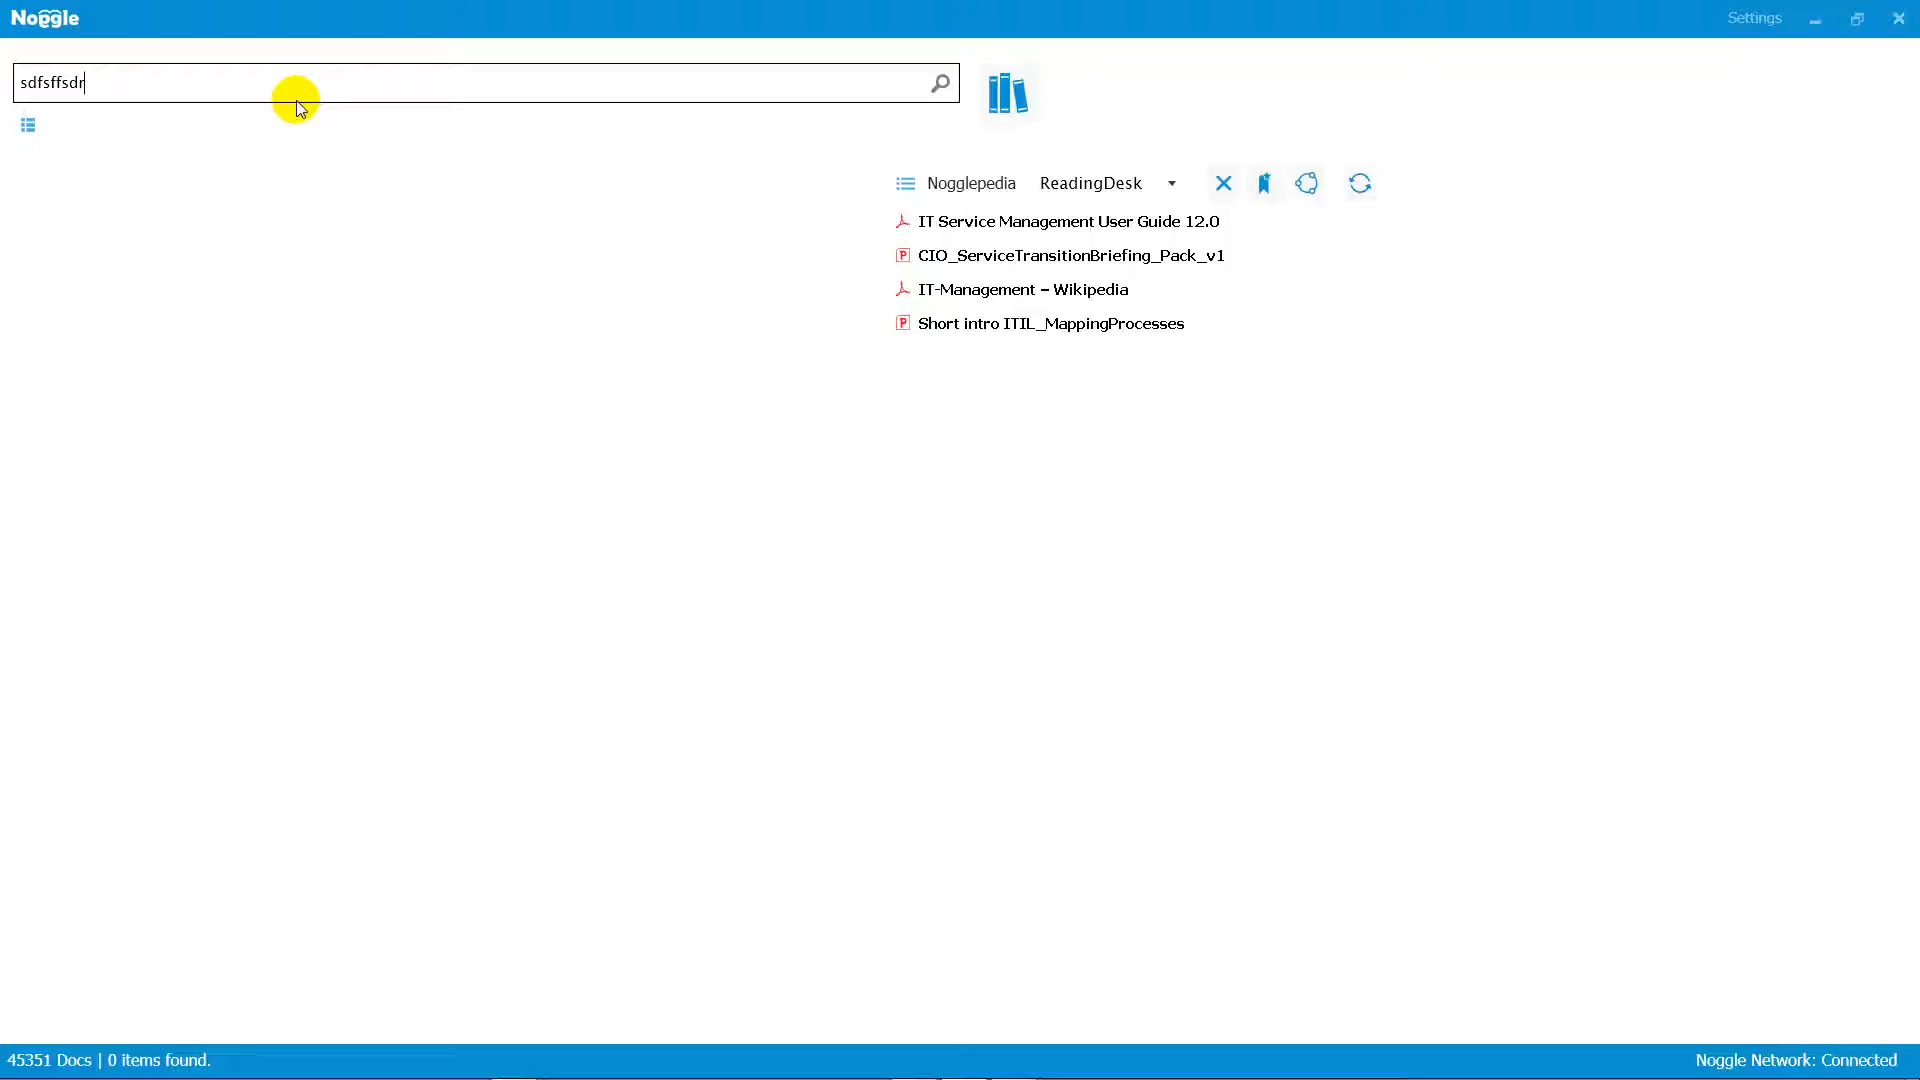 Noggle
Settings
sdfsffsdr
Nogglepedia ReadingDesk
IT Service Management User Guide 12.0
CIO_ServiceTransitionBriefing_Pack_v1
IT-Management – Wikipedia
Short intro ITIL_MappingProcesses
45351 Docs | 0 items found.
Noggle Network: Connected